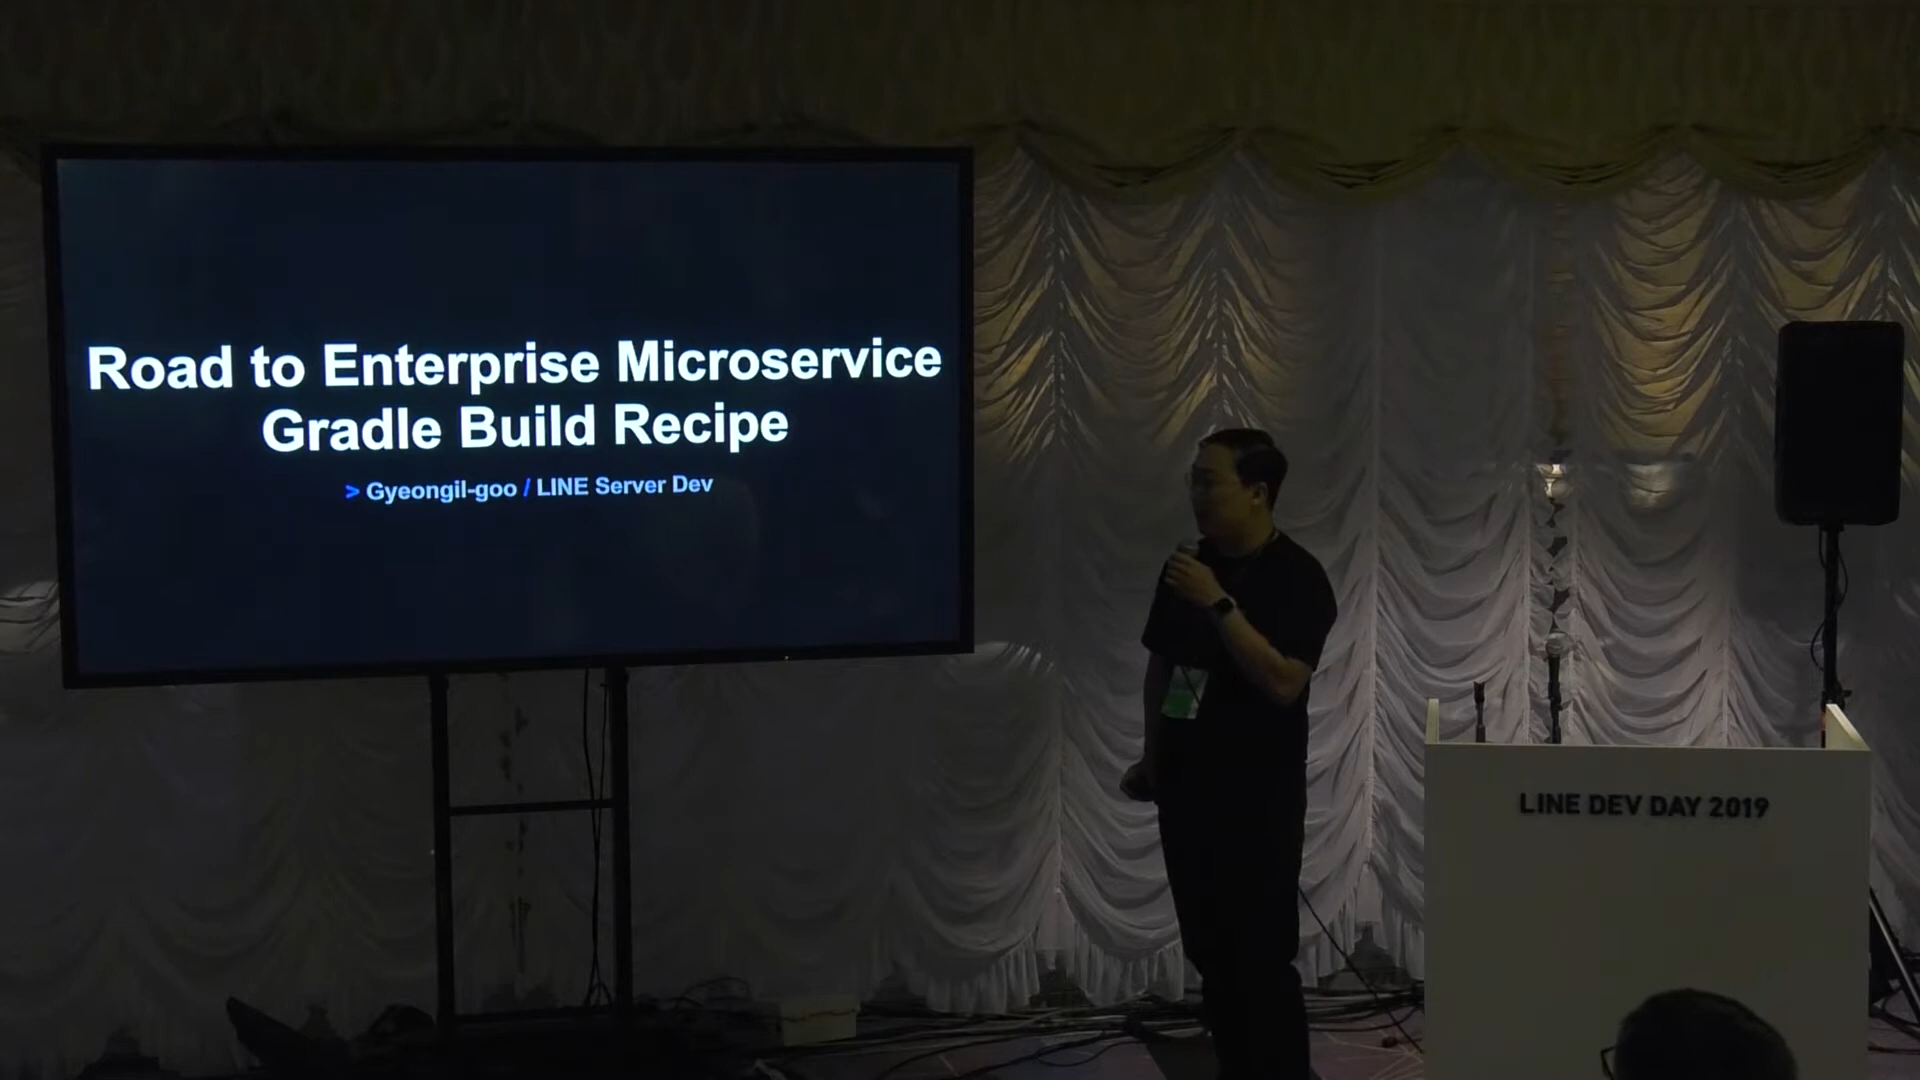 Road to Enterprise Microservice
Gradle Build Recipe
> Gyeongil-goo / LINE Server Dev
LINE DEV DAY 2019